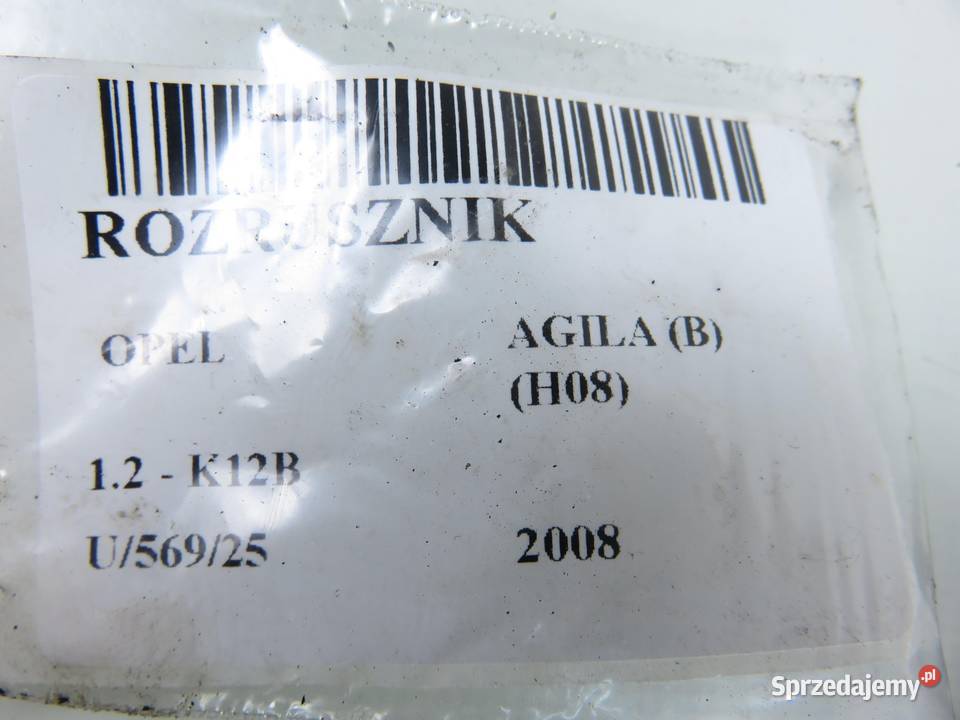 ROZRUSZNIK
OPEL AGILA (B)
(H08)
1.2 - K12B
U/569/25 2008
Sprzedajemy.pl